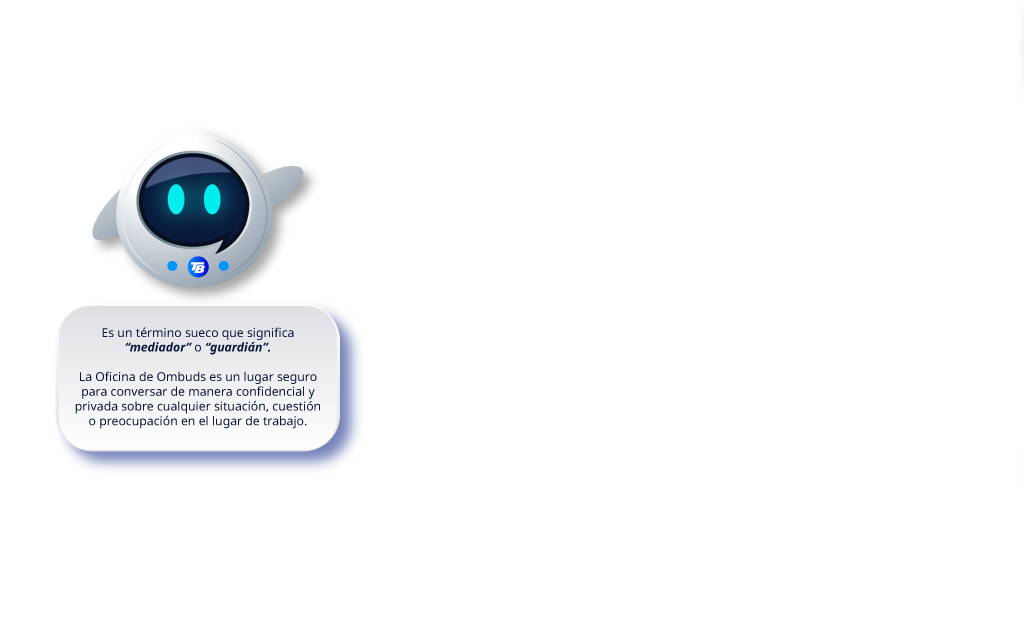 TB
Es un término sueco que significa
“mediador” o “guardián”.
La Oficina de Ombuds es un lugar seguro
para conversar de manera confidencial y
privada sobre cualquier situación, cuestión
o preocupación en el lugar de trabajo.